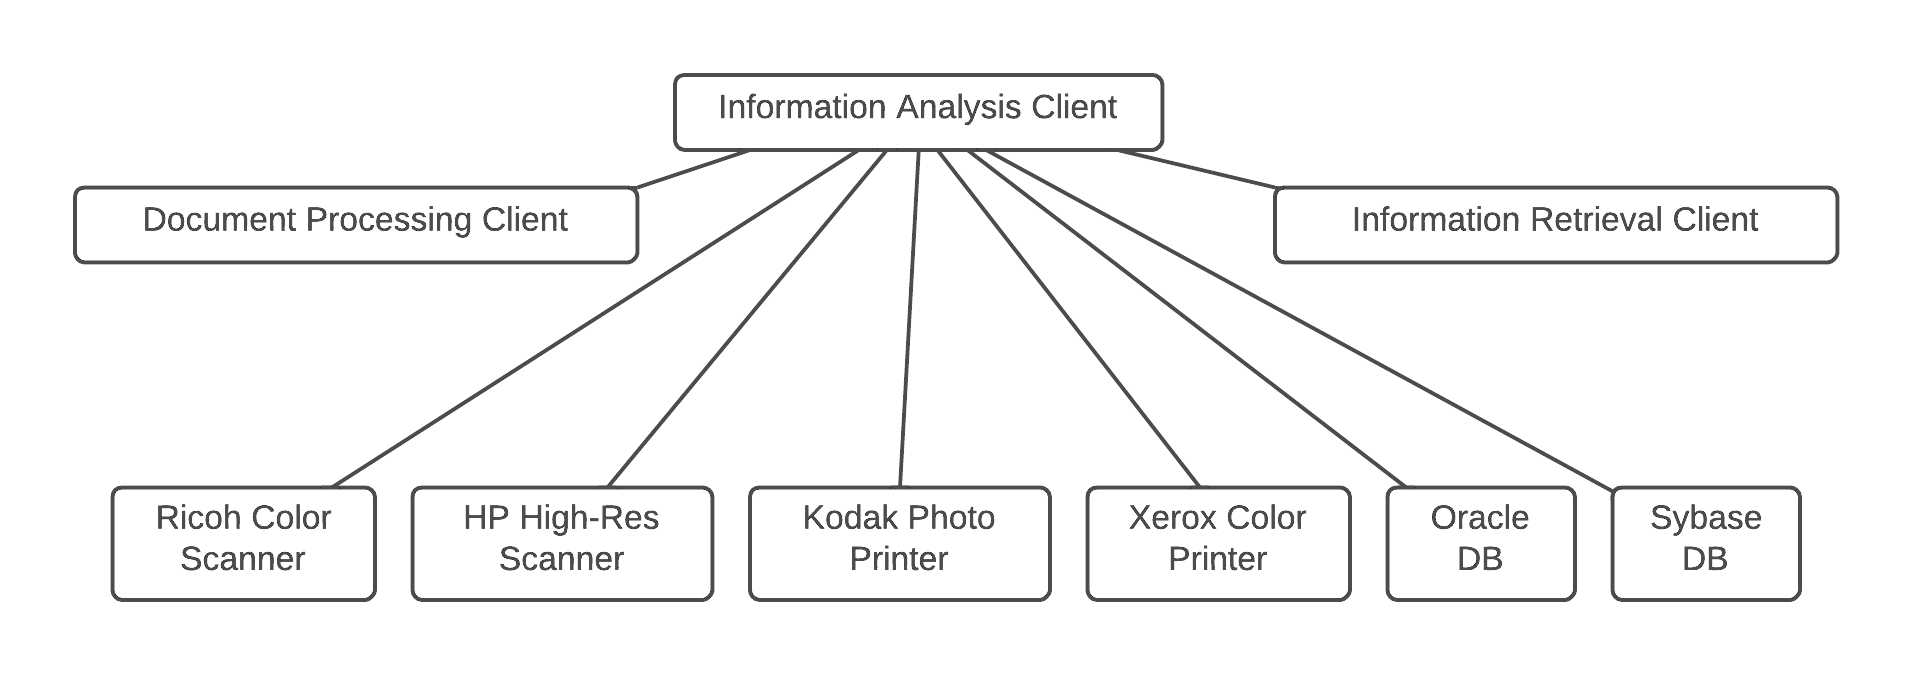 Information Analysis Client
Document Processing Client
Information Retrieval Client
Ricoh Color
Scanner
HP High-Res
Scanner
Kodak Photo
Printer
Xerox Color
Printer
Oracle
DB
Sybase
DB